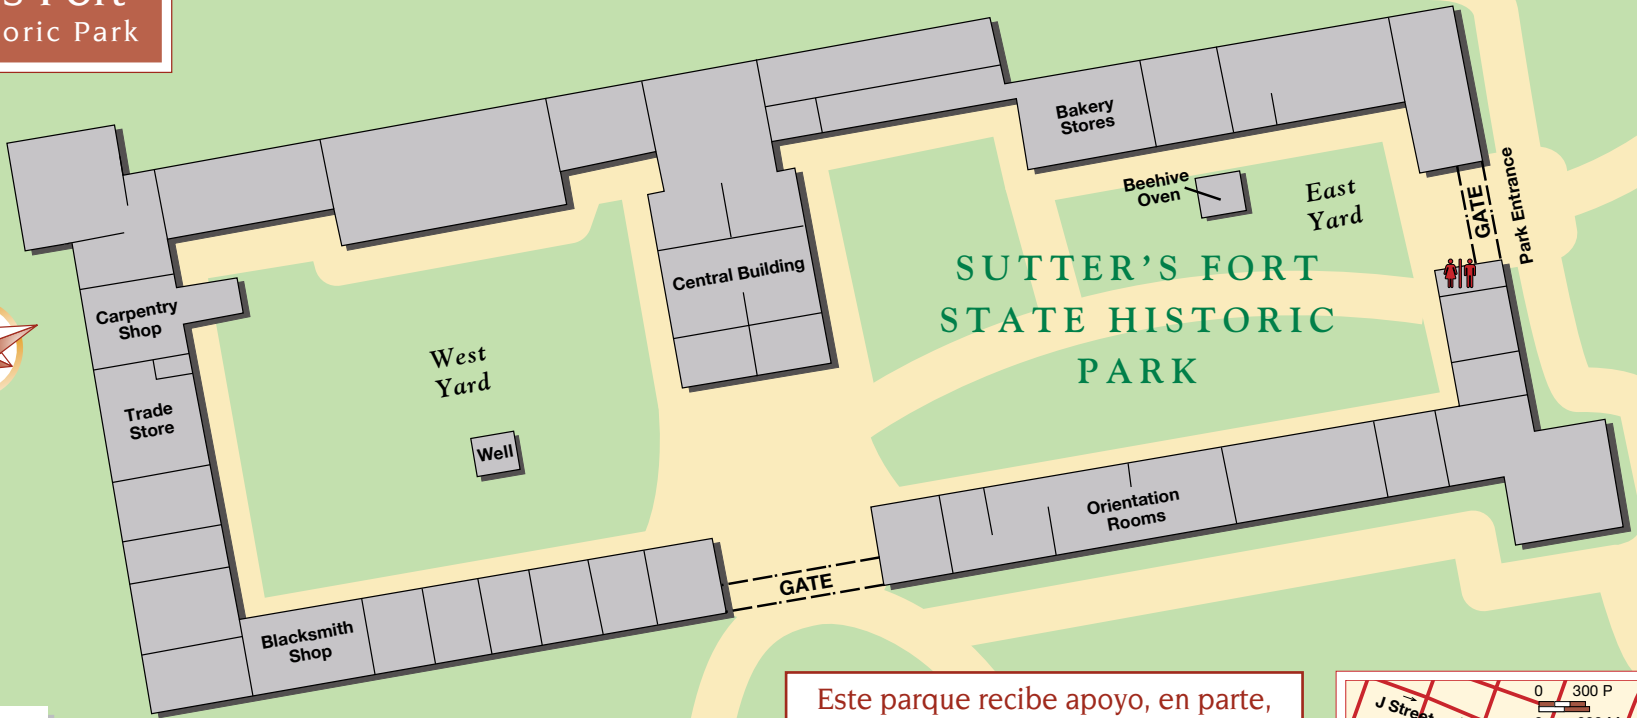 oric Park
Bakery
Stores
Beehive
Oven
East
Yard
GATE
Park Entrance
SUTTER'S FORT
STATE HISTORIC
PARK
Central Building
Carpentry
Shop
West
Yard
Trade
Store
Well
Orientation
Rooms
GATE
Blacksmith
Shop
Este parque recibe apoyo, en parte,
J Street
0 300 P